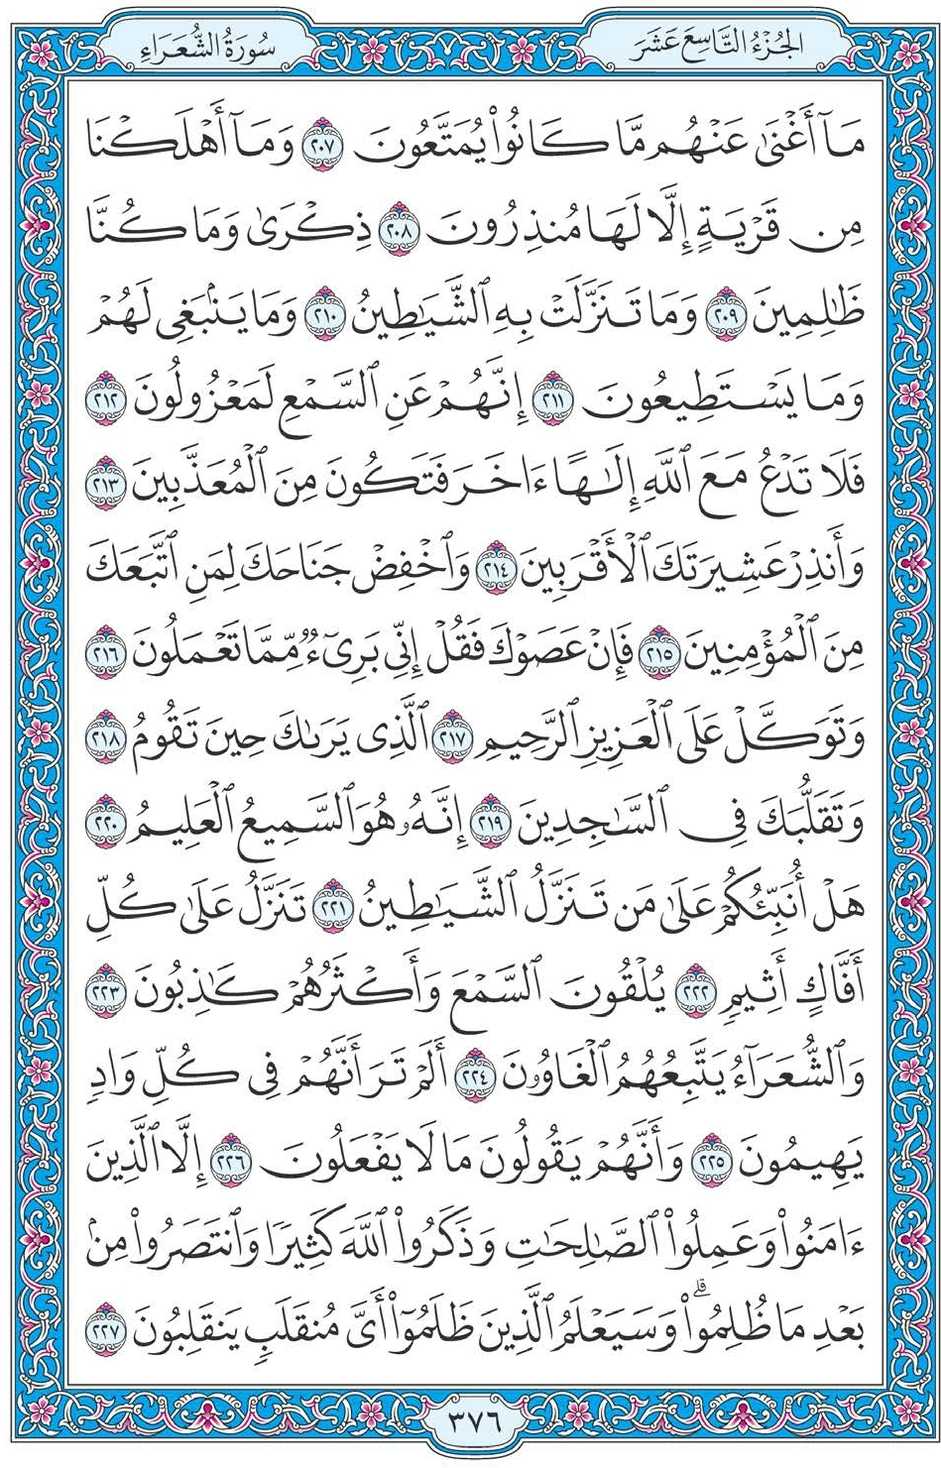 الجُزْءُ التَّاسِعَ عَشَرَ
سُورَةُ الشُّعَرَاءِ
مَآ أَغْنَىٰ عَنْهُم مَّا كَانُوا۟ يُمَتَّعُونَ ٢٠٧ وَمَآ أَهْلَكْنَا
مِن قَرْيَةٍ إِلَّا لَهَا مُنذِرُونَ ٢٠٨ ذِكْرَىٰ وَمَا كُنَّا
ظَٰلِمِينَ ٢٠٩ وَمَا تَنَزَّلَتْ بِهِ ٱلشَّيَٰطِينُ ٢١٠ وَمَا يَنۢبَغِى لَهُمْ
وَمَا يَسْتَطِيعُونَ ٢١١ إِنَّهُمْ عَنِ ٱلسَّمْعِ لَمَعْزُولُونَ ٢١٢
فَلَا تَدْعُ مَعَ ٱللَّهِ إِلَٰهًا ءَاخَرَ فَتَكُونَ مِنَ ٱلْمُعَذَّبِينَ ٢١٣
وَأَنذِرْ عَشِيرَتَكَ ٱلْأَقْرَبِينَ ٢١٤ وَٱخْفِضْ جَنَاحَكَ لِمَنِ ٱتَّبَعَكَ
مِنَ ٱلْمُؤْمِنِينَ ٢١٥ فَإِنْ عَصَوْكَ فَقُلْ إِنِّى بَرِىٓءٌ مِّمَّا تَعْمَلُونَ ٢١٦
وَتَوَكَّلْ عَلَى ٱلْعَزِيزِ ٱلرَّحِيمِ ٢١٧ ٱلَّذِى يَرَىٰكَ حِينَ تَقُومُ ٢١٨
وَتَقَلُّبَكَ فِى ٱلسَّٰجِدِينَ ٢١٩ إِنَّهُۥ هُوَ ٱلسَّمِيعُ ٱلْعَلِيمُ ٢٢٠
هَلْ أُنَبِّئُكُمْ عَلَىٰ مَن تَنَزَّلُ ٱلشَّيَٰطِينُ ٢٢١ تَنَزَّلُ عَلَىٰ كُلِّ
أَفَّاكٍ أَثِيمٍ ٢٢٢ يُلْقُونَ ٱلسَّمْعَ وَأَكْثَرُهُمْ كَٰذِبُونَ ٢٢٣
وَٱلشُّعَرَآءُ يَتَّبِعُهُمُ ٱلْغَاوُۥنَ ٢٢٤ أَلَمْ تَرَ أَنَّهُمْ فِى كُلِّ وَادٍ
يَهِيمُونَ ٢٢٥ وَأَنَّهُمْ يَقُولُونَ مَا لَا يَفْعَلُونَ ٢٢٦ إِلَّا ٱلَّذِينَ
ءَامَنُوا۟ وَعَمِلُوا۟ ٱلصَّٰلِحَٰتِ وَذَكَرُوا۟ ٱللَّهَ كَثِيرًا وَٱنتَصَرُوا۟ مِنۢ
بَعْدِ مَا ظُلِمُوا۟ ۗ وَسَيَعْلَمُ ٱلَّذِينَ ظَلَمُوٓا۟ أَىَّ مُنقَلَبٍ يَنقَلِبُونَ ٢٢٧
٣٧٦